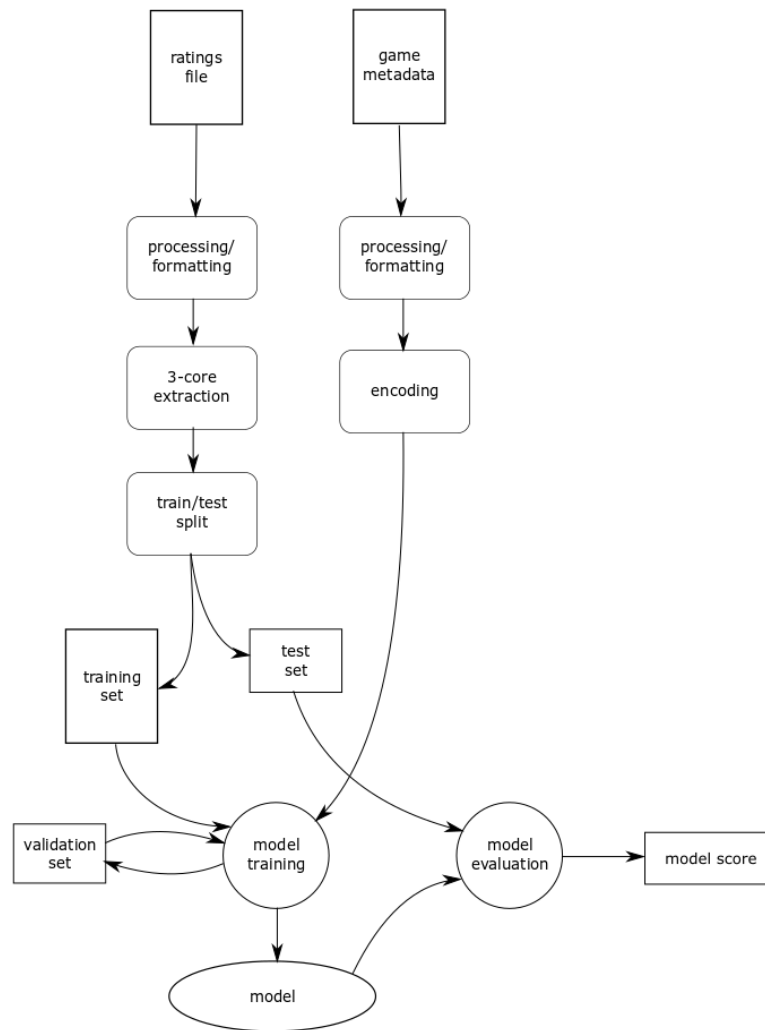 ratings
file
game
metadata
processing/
formatting
processing/
formatting
3-core
extraction
encoding
train/test
split
training
set
test
set
validation
set
model
training
model
evaluation
model score
model